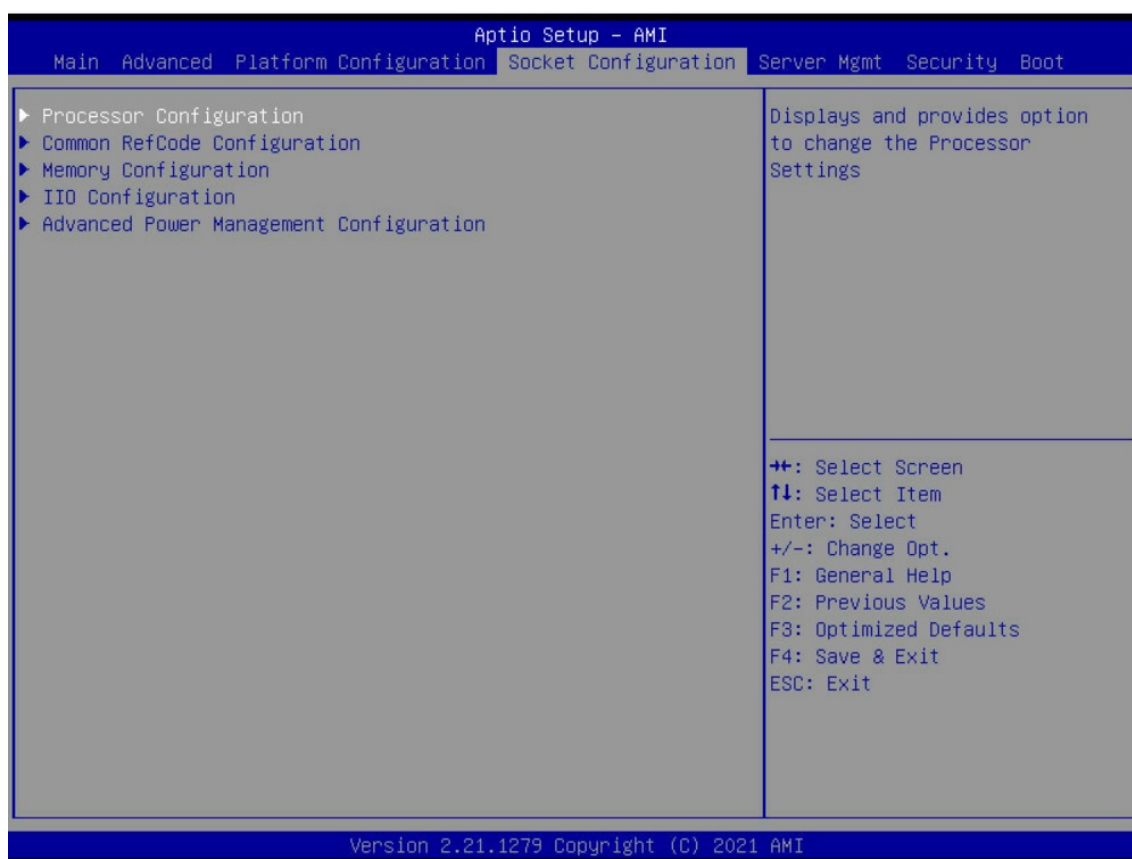 Aptio Setup – AMI
Main Advanced Platform Configuration Socket Configuration Server Mgmt Security Boot
▶ Processor Configuration
▶ Common RefCode Configuration
▶ Memory Configuration
▶ IIO Configuration
▶ Advanced Power Management Configuration
Displays and provides option
to change the Processor
Settings
→←: Select Screen
↑↓: Select Item
Enter: Select
+/-: Change Opt.
F1: General Help
F2: Previous Values
F3: Optimized Defaults
F4: Save & Exit
ESC: Exit
Version 2.21.1279 Copyright (C) 2021 AMI